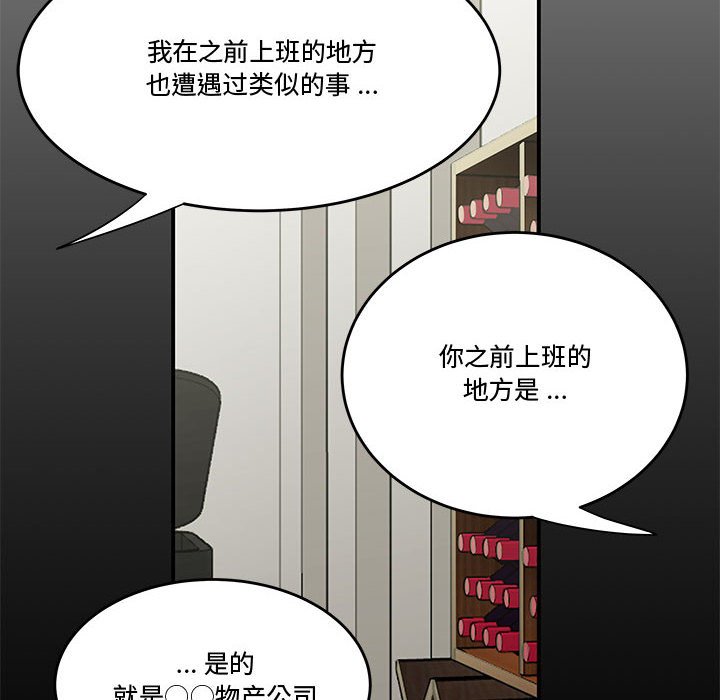 我在之前上班的地方
也遭遇过类似的事 ...
你之前上班的
地方是 ...
... 是的
就是○○物产公司